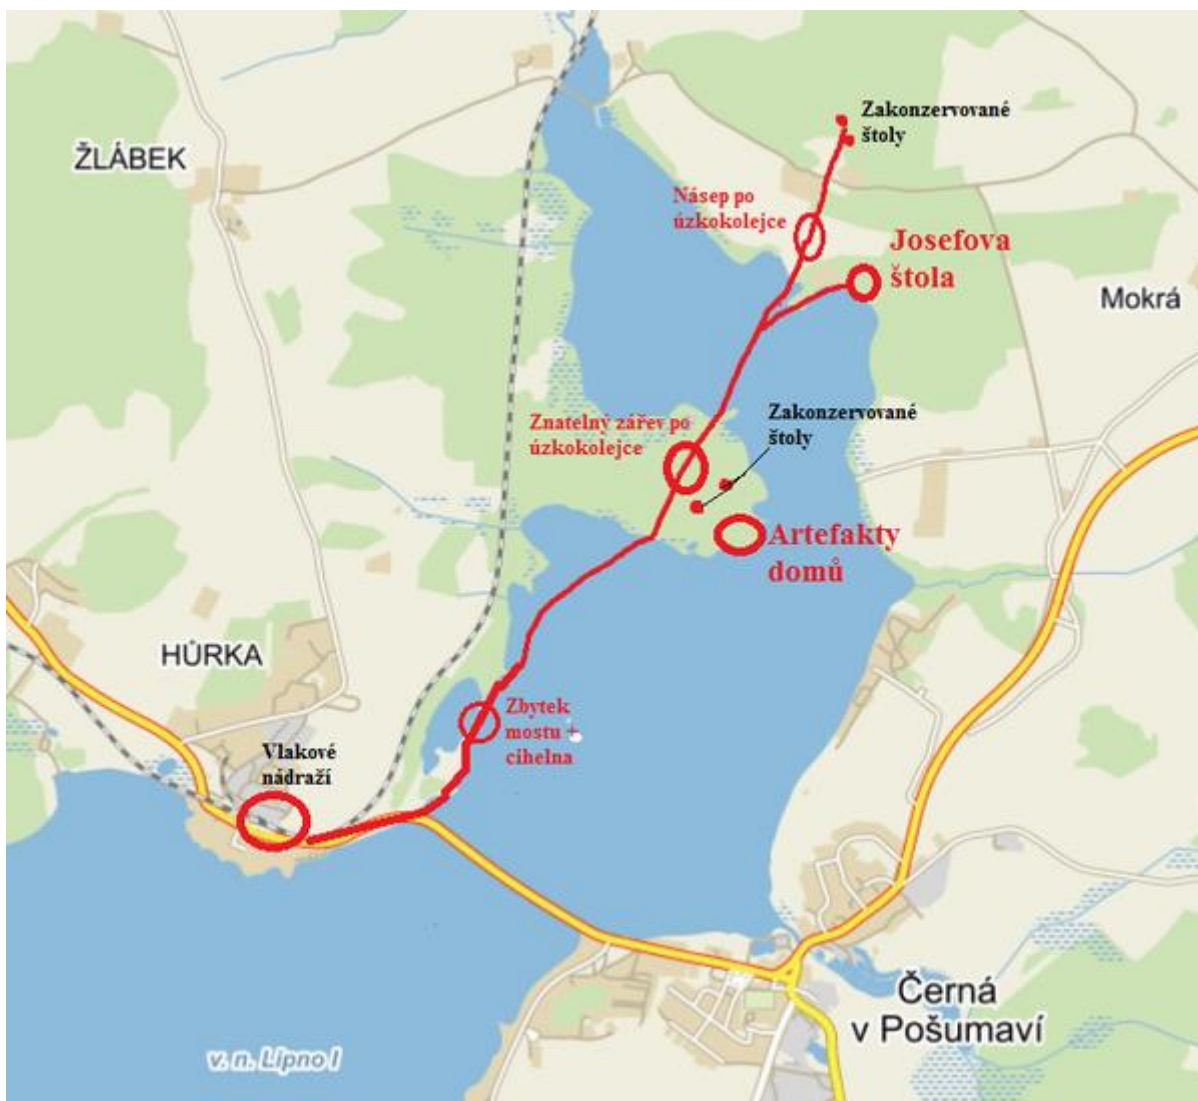 Zakonzervované
štoly
ŽLÁBEK
Násep po
úzkokolejce
Josefova
štola
Mokrá
Znatelný zářev po
úzkokolejce
Zakonzervované
štoly
Artefakty
domů
HŮRKA
Zbytek
mostu +
cihelna
Vlakové
nádraží
Černá
v Pošumaví
v. n. Lipno I